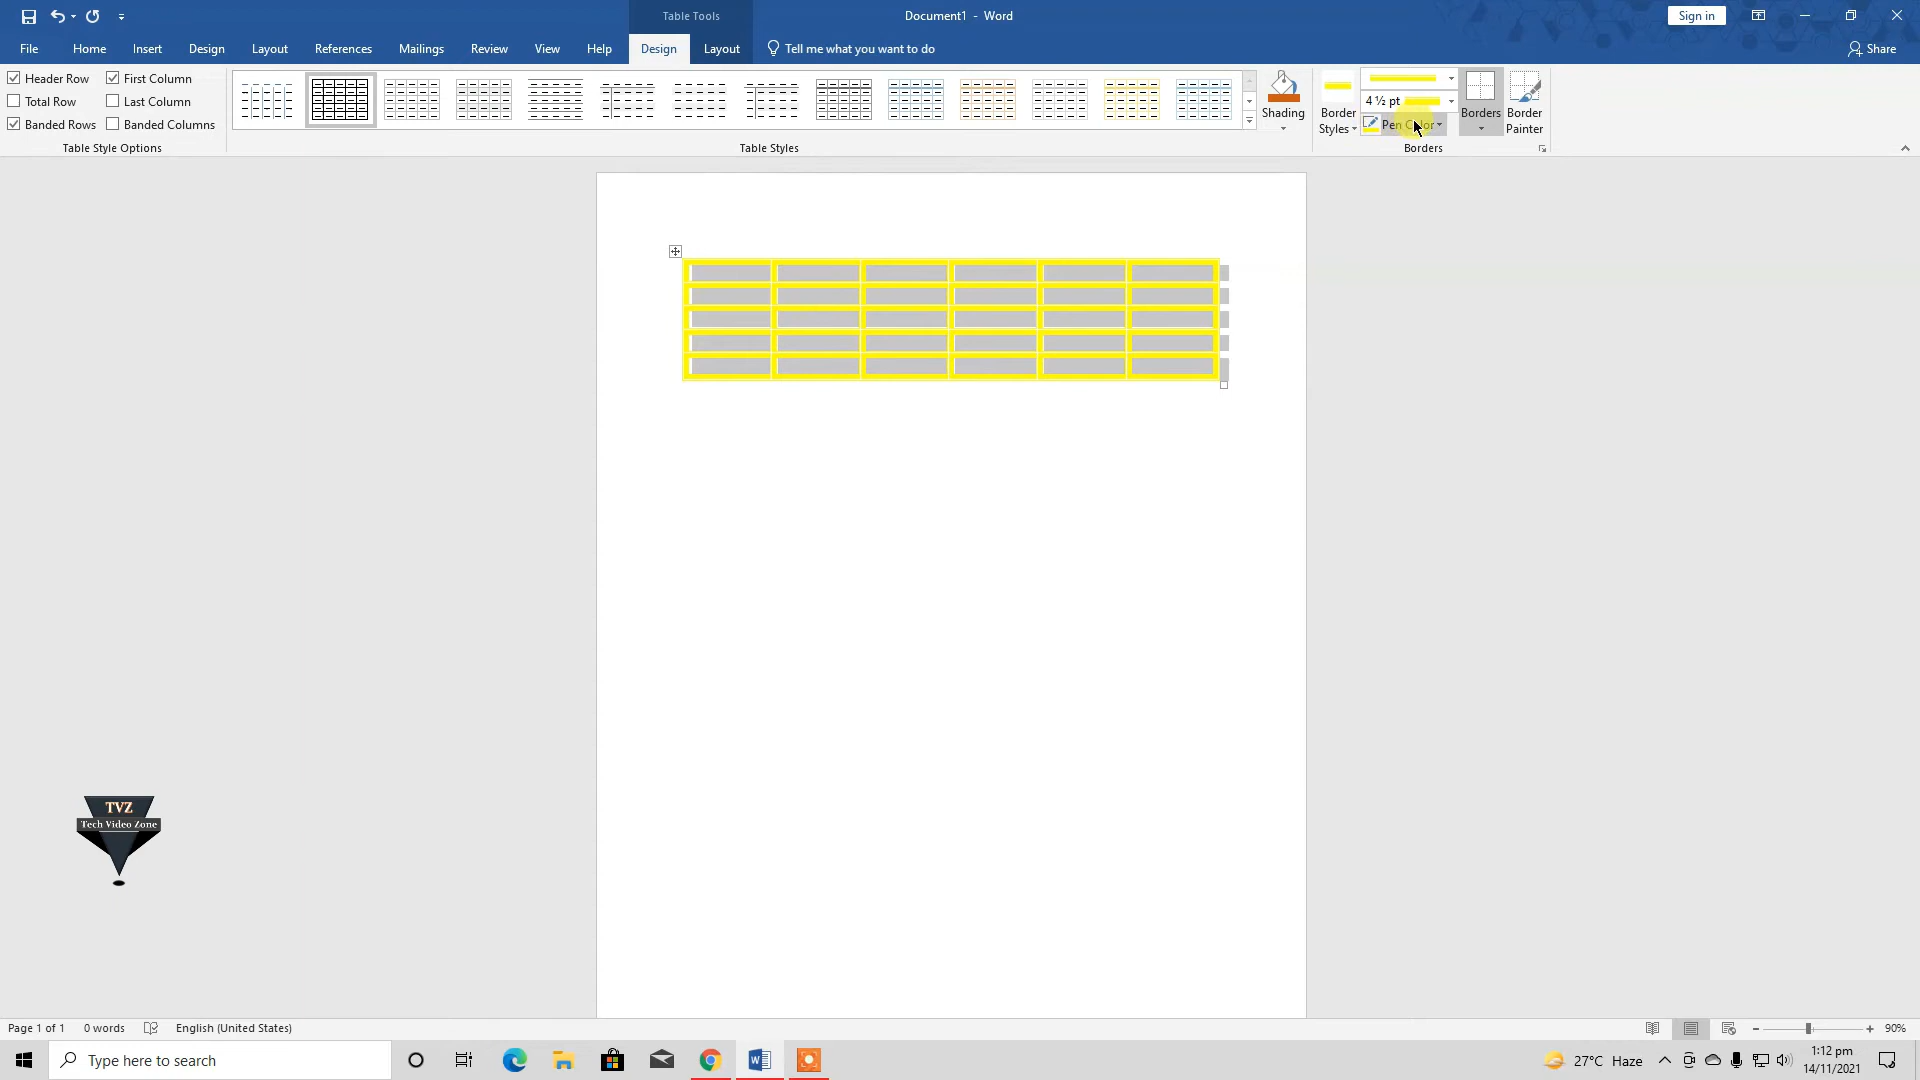 Table Tools
Document1 - Word
Sign in
File Home Insert Design Layout References Mailings Review View Help Design Layout Tell me what you want to do
Share
Header Row First Column
Total Row Last Column
Banded Rows Banded Columns
Table Style Options
Table Styles
Shading
Border Styles
4 ½ pt
Pen Color
Borders
Border Painter
Borders
TVZ
Tech Video Zone
Page 1 of 1 0 words English (United States)
90%
Type here to search
27°C Haze
1:12 pm
14/11/2021